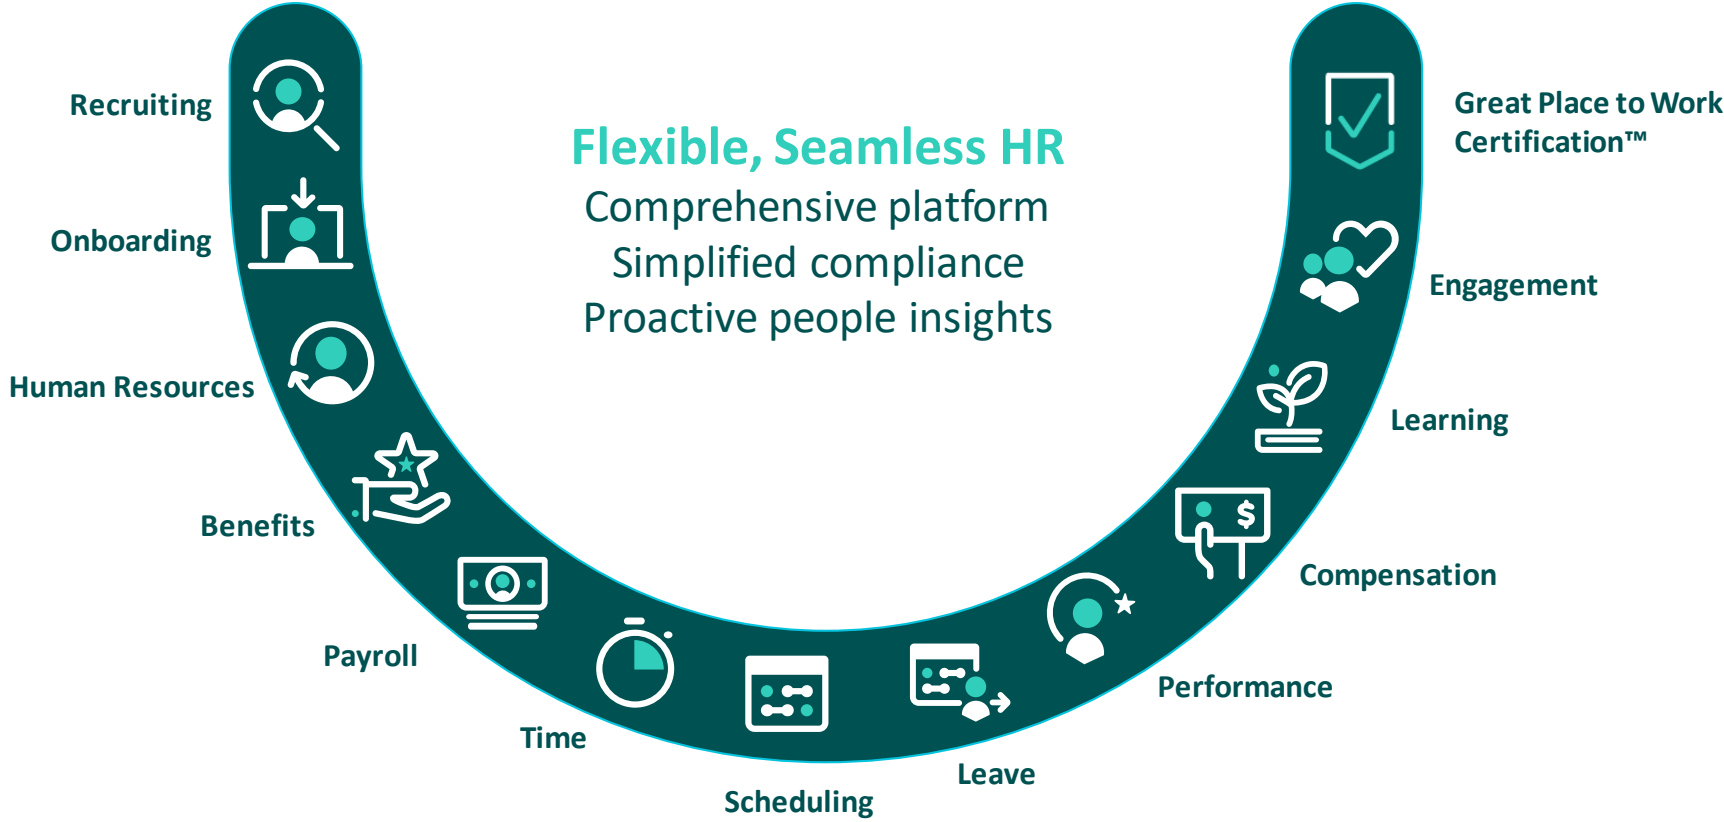 Recruiting
Onboarding
Human Resources
Benefits
Payroll
Time
Scheduling
Leave
Performance
Compensation
Learning
Engagement
Great Place to Work
Certification™
Flexible, Seamless HR
Comprehensive platform
Simplified compliance
Proactive people insights
$